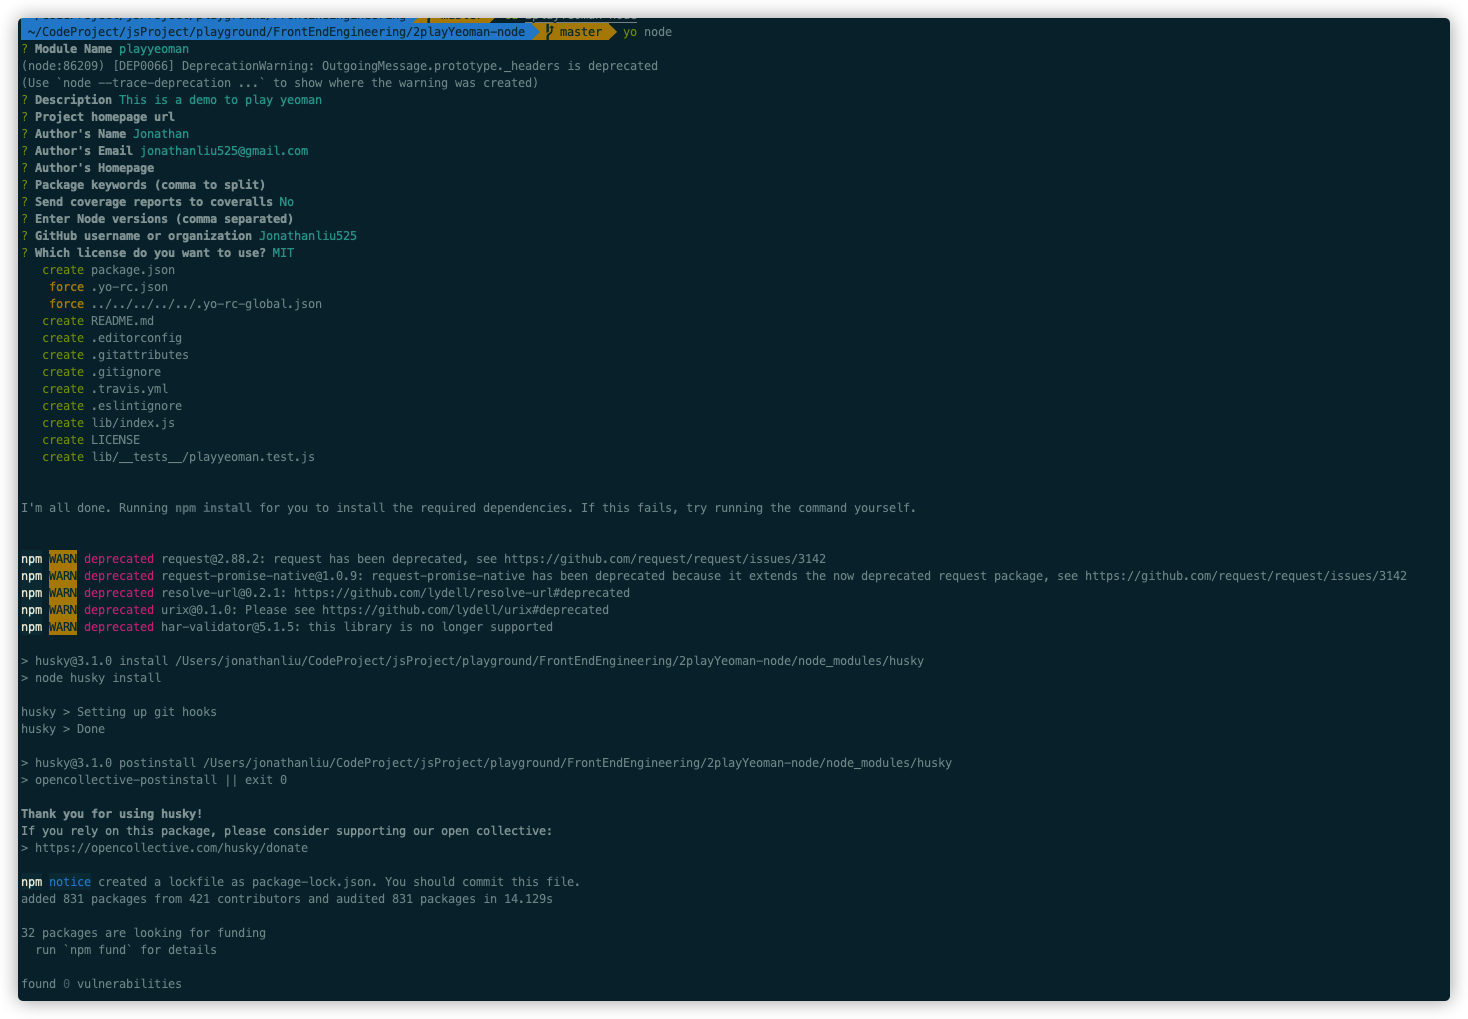 ~/CodeProject/jsProject/playground/FrontEndEngineering/2playYeoman-node master yo node
? Module Name playyeoman
(node:86209) [DEP0066] DeprecationWarning: OutgoingMessage.prototype._headers is deprecated
(Use `node --trace-deprecation ...` to show where the warning was created)
? Description This is a demo to play yeoman
? Project homepage url
? Author's Name Jonathan
? Author's Email jonathanliu525@gmail.com
? Author's Homepage
? Package keywords (comma to split)
? Send coverage reports to coveralls No
? Enter Node versions (comma separated)
? GitHub username or organization Jonathanliu525
? Which license do you want to use? MIT
create package.json
force .yo-rc.json
force ../../../../../.yo-rc-global.json
create README.md
create .editorconfig
create .gitattributes
create .gitignore
create .travis.yml
create .eslintignore
create lib/index.js
create LICENSE
create lib/__tests__/playyeoman.test.js
I'm all done. Running npm install for you to install the required dependencies. If this fails, try running the command yourself.
npm WARN deprecated request@2.88.2: request has been deprecated, see https://github.com/request/request/issues/3142
npm WARN deprecated request-promise-native@1.0.9: request-promise-native has been deprecated because it extends the now deprecated request package, see https://github.com/request/request/issues/3142
npm WARN deprecated resolve-url@0.2.1: https://github.com/lydell/resolve-url#deprecated
npm WARN deprecated urix@0.1.0: Please see https://github.com/lydell/urix#deprecated
npm WARN deprecated har-validator@5.1.5: this library is no longer supported
> husky@3.1.0 install /Users/jonathanliu/CodeProject/jsProject/playground/FrontEndEngineering/2playYeoman-node/node_modules/husky
> node husky install
husky > Setting up git hooks
husky > Done
> husky@3.1.0 postinstall /Users/jonathanliu/CodeProject/jsProject/playground/FrontEndEngineering/2playYeoman-node/node_modules/husky
> opencollective-postinstall || exit 0
Thank you for using husky!
If you rely on this package, please consider supporting our open collective:
> https://opencollective.com/husky/donate
npm notice created a lockfile as package-lock.json. You should commit this file.
added 831 packages from 421 contributors and audited 831 packages in 14.129s
32 packages are looking for funding
run `npm fund` for details
found 0 vulnerabilities